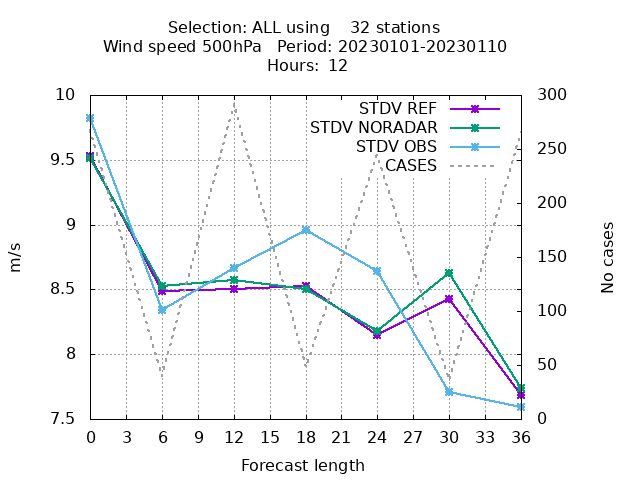 Selection: ALL using    32 stations
Wind speed 500hPa   Period: 20230101-20230110
Hours: 12
STDV REF
STDV NORADAR
STDV OBS
CASES
10
9.5
9
8.5
8
7.5
m/s
300
250
200
150
100
50
0
No cases
0 3 6 9 12 15 18 21 24 27 30 33 36
Forecast length